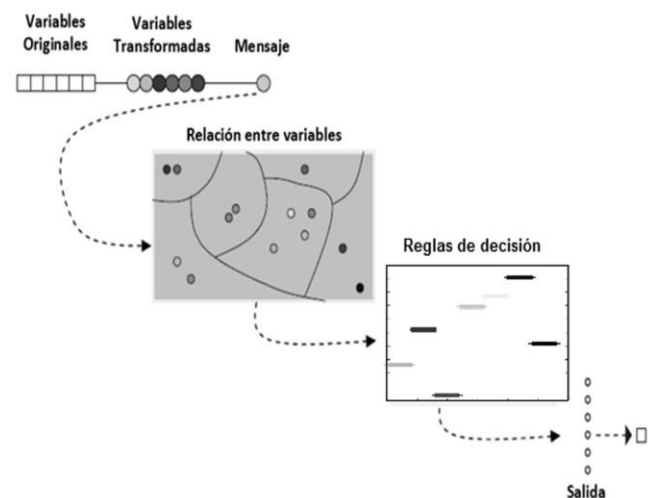 Variables
Originales
Variables
Transformadas
Mensaje
Relación entre variables
Reglas de decisión
Salida